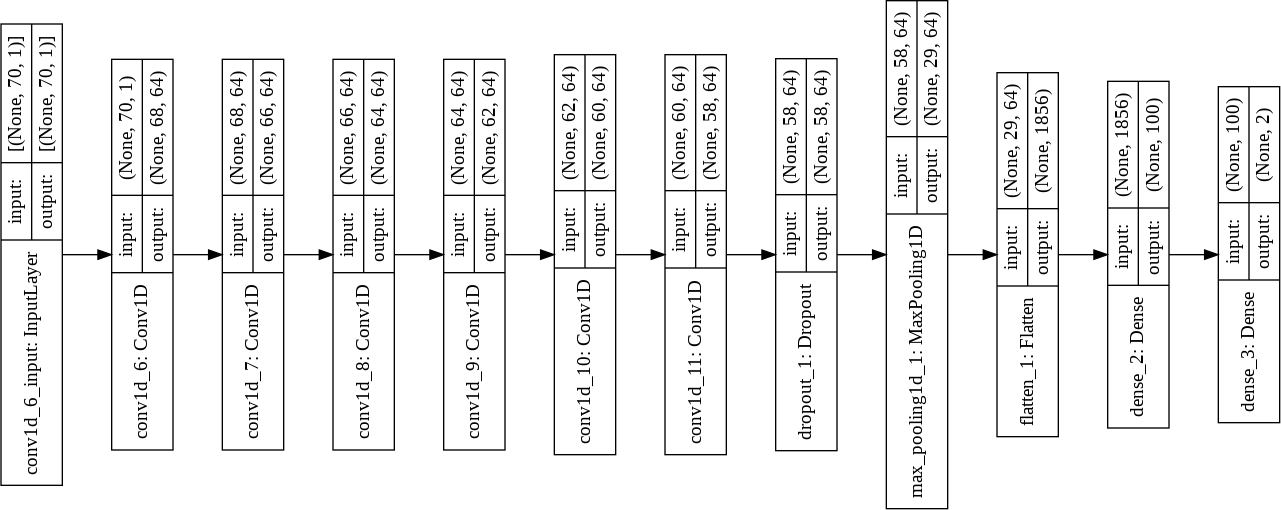 conv1d_6_input: InputLayer
input:
[(None, 70, 1)]
output:
[(None, 70, 1)]
conv1d_6: Conv1D
input:
(None, 70, 1)
output:
(None, 68, 64)
conv1d_7: Conv1D
input:
(None, 68, 64)
output:
(None, 66, 64)
conv1d_8: Conv1D
input:
(None, 66, 64)
output:
(None, 64, 64)
conv1d_9: Conv1D
input:
(None, 64, 64)
output:
(None, 62, 64)
conv1d_10: Conv1D
input:
(None, 62, 64)
output:
(None, 60, 64)
conv1d_11: Conv1D
input:
(None, 60, 64)
output:
(None, 58, 64)
dropout_1: Dropout
input:
(None, 58, 64)
output:
(None, 58, 64)
max_pooling1d_1: MaxPooling1D
input:
(None, 58, 64)
output:
(None, 29, 64)
flatten_1: Flatten
input:
(None, 29, 64)
output:
(None, 1856)
dense_2: Dense
input:
(None, 1856)
output:
(None, 100)
dense_3: Dense
input:
(None, 100)
output:
(None, 2)